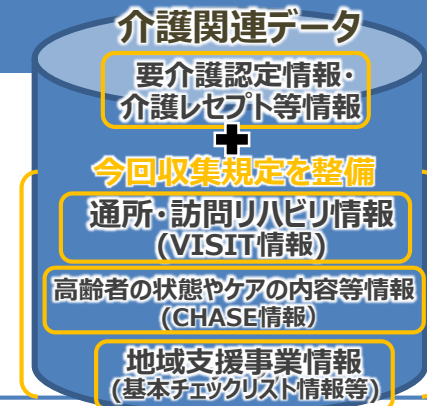 介護関連データ
要介護認定情報・
介護レセプト等情報
+
今回収集規定を整備
通所・訪問リハビリ情報
(VISIT情報)
高齢者の状態やケアの内容等情報
(CHASE情報）
地域支援事業情報
(基本チェックリスト情報等)